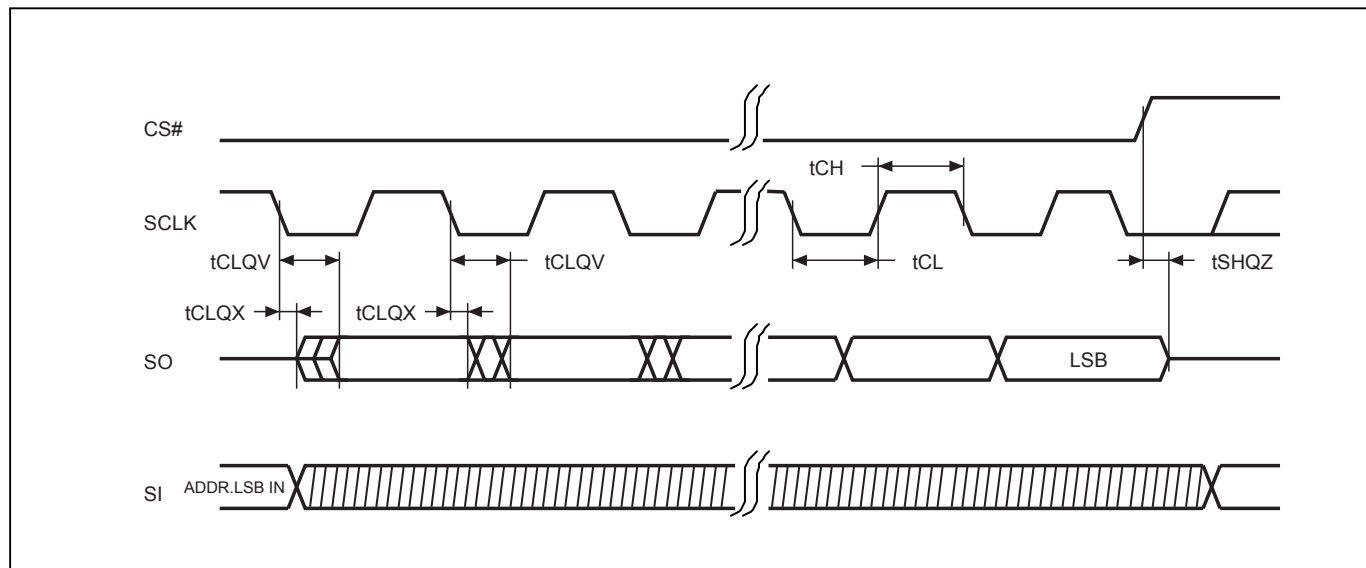 CS#
tCH
SCLK
tCLQV
tCLQV
tCL
tSHQZ
tCLQX
tCLQX
SO
LSB
SI
ADDR.LSB IN